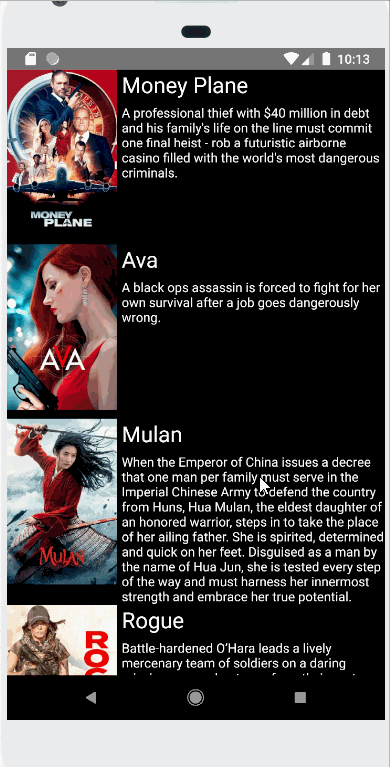 10:13
Money Plane
A professional thief with $40 million in debt
and his family's life on the line must commit
one final heist - rob a futuristic airborne
casino filled with the world's most dangerous
criminals.
MONEY
PLANE
Ava
A black ops assassin is forced to fight for her
own survival after a job goes dangerously
wrong.
AVA
Mulan
When the Emperor of China issues a decree
that one man per family must serve in the
Imperial Chinese Army to defend the country
from Huns, Hua Mulan, the eldest daughter of
an honored warrior, steps in to take the place
of her ailing father. She is spirited, determined
and quick on her feet. Disguised as a man by
the name of Hua Jun, she is tested every step
of the way and must harness her innermost
strength and embrace her true potential.
MULAN
Rogue
Battle-hardened O'Hara leads a lively
mercenary team of soldiers on a daring
RO